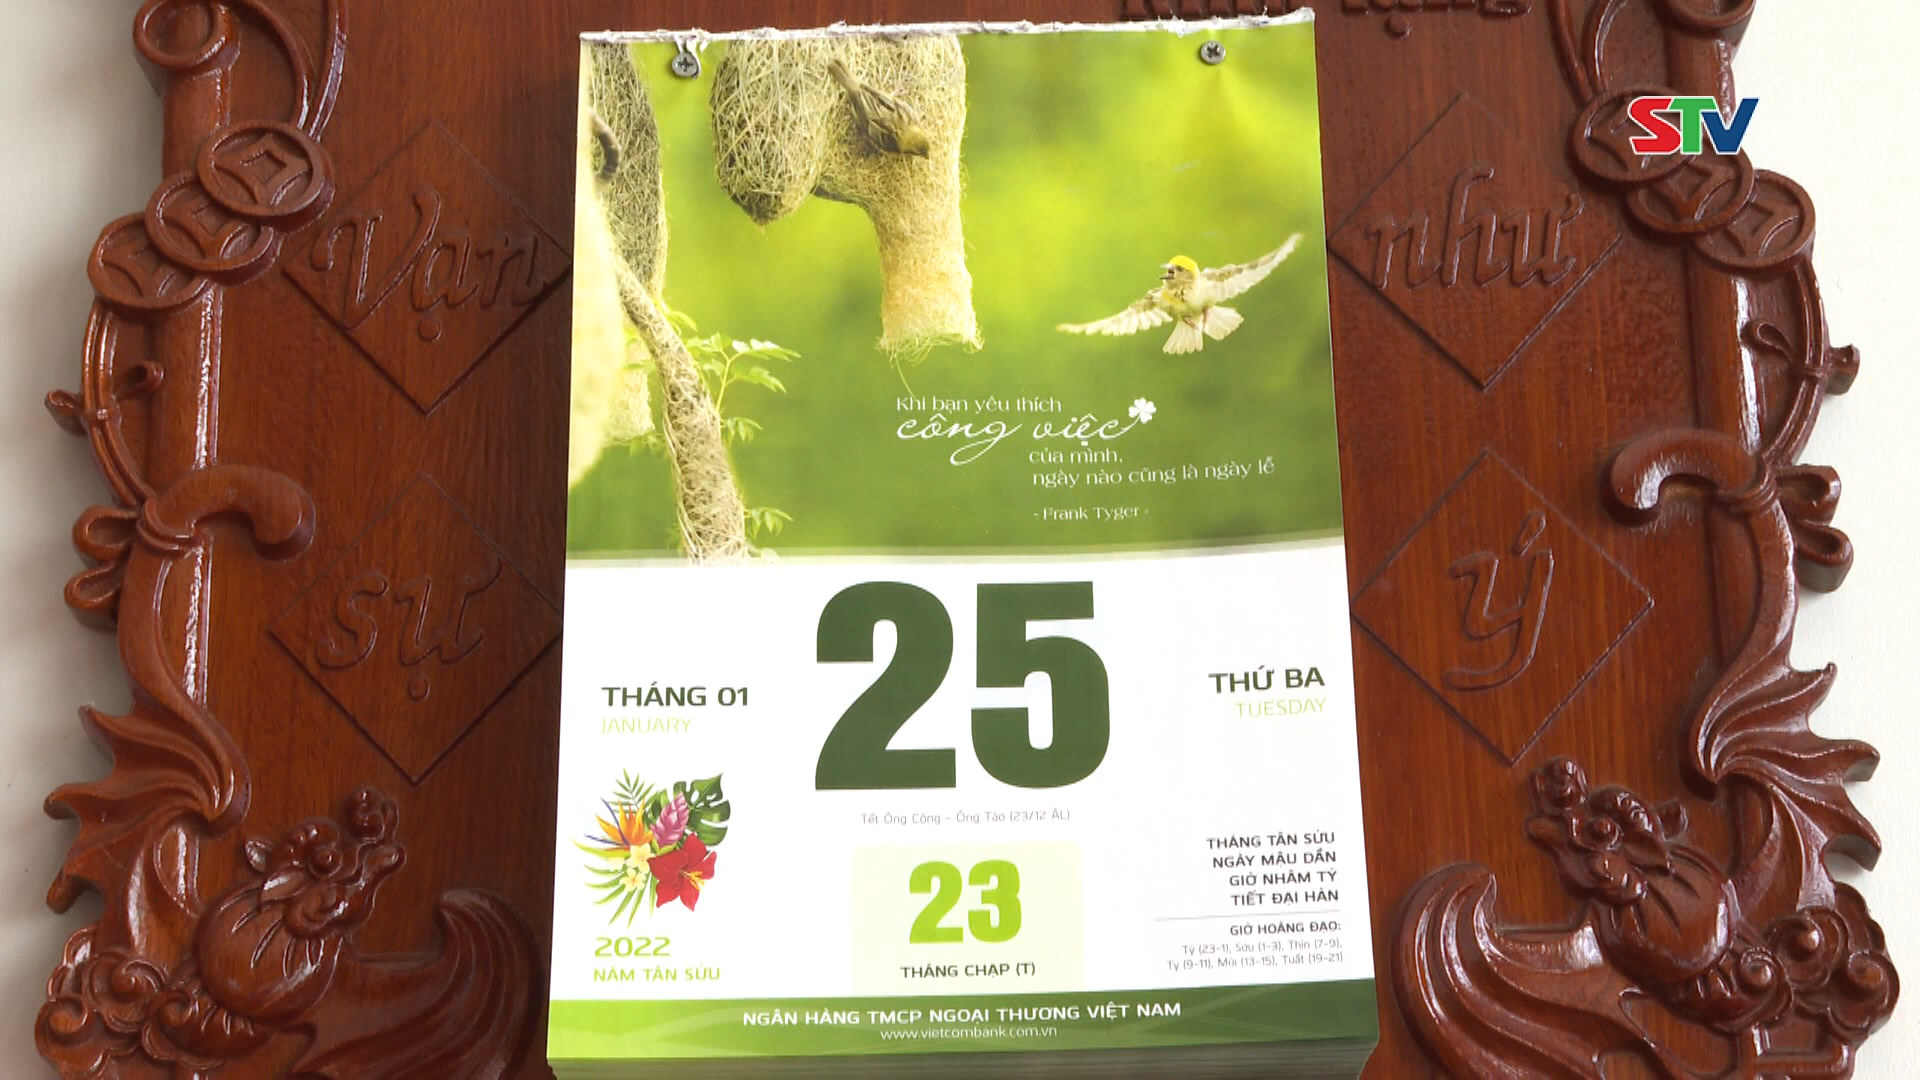 STV
Vạn
như
sự
ý
Khi bạn yêu thích
công việc
của mình,
ngày nào cũng là ngày lễ
- Frank Tyger -
25
THÁNG 01
JANUARY
THỨ BA
TUESDAY
Tết Ông Công - Ông Táo (23/12 ÂL)
23
THÁNG CHẠP (T)
2022
NĂM TÂN SỬU
THÁNG TÂN SỬU
NGÀY MẬU DẦN
GIỜ NHÂM TÝ
TIẾT ĐẠI HÀN
GIỜ HOÀNG ĐẠO:
Tý (23-1), Sửu (1-3), Thìn (7-9),
Tỵ (9-11), Mùi (13-15), Tuất (19-21)
NGÂN HÀNG TMCP NGOẠI THƯƠNG VIỆT NAM
www.vietcombank.com.vn